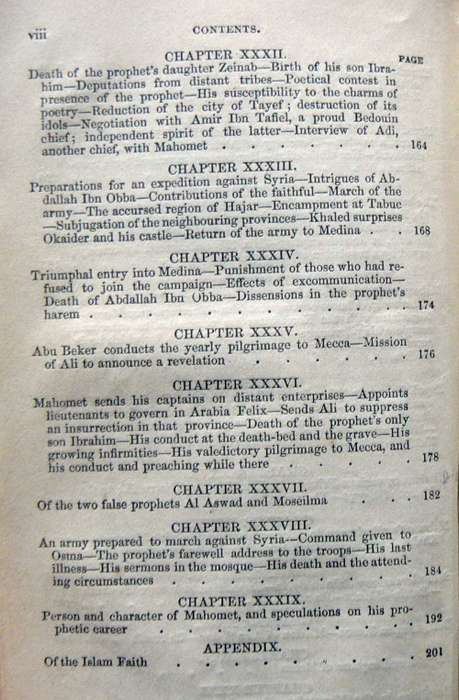 viii CONTENTS.
CHAPTER XXXII.
PAGE
Death of the prophet's daughter Zeinab—Birth of his son Ibra-
him—Deputations from distant tribes—Poetical contest in
presence of the prophet—His susceptibility to the charms of
poetry—Reduction of the city of Tayef; destruction of its
idols—Negotiation with Amir Ibn Tafiel, a proud Bedouin
chief; independent spirit of the latter—Interview of Adi,
another chief, with Mahomet . . . . . . . 164
CHAPTER XXXIII.
Preparations for an expedition against Syria—Intrigues of Ab-
dallah Ibn Obba—Contributions of the faithful—March of the
army—The accursed region of Hajar—Encampment at Tabuc
—Subjugation of the neighbouring provinces—Khaled surprises
Okaider and his castle—Return of the army to Medina . . 168
CHAPTER XXXIV.
Triumphal entry into Medina—Punishment of those who had re-
fused to join the campaign—Effects of excommunication—
Death of Abdallah Ibn Obba—Dissensions in the prophet's
harem . . . . . . . . . . . 174
CHAPTER XXXV.
Abu Beker conducts the yearly pilgrimage to Mecca—Mission
of Ali to announce a revelation . . . . . . 176
CHAPTER XXXVI.
Mahomet sends his captains on distant enterprises—Appoints
lieutenants to govern in Arabia Felix—Sends Ali to suppress
an insurrection in that province—Death of the prophet's only
son Ibrahim—His conduct at the death-bed and the grave—His
growing infirmities—His valedictory pilgrimage to Mecca, and
his conduct and preaching while there . . . . . 178
CHAPTER XXXVII.
Of the two false prophets Al Aswad and Moseilma . . . 182
CHAPTER XXXVIII.
An army prepared to march against Syria—Command given to
Osma—The prophet's farewell address to the troops—His last
illness—His sermons in the mosque—His death and the attend-
ing circumstances . . . . . . . . 184
CHAPTER XXXIX.
Person and character of Mahomet, and speculations on his pro-
phetic career . . . . . . . . . 192
APPENDIX.
Of the Islam Faith . . . . . . . . 201